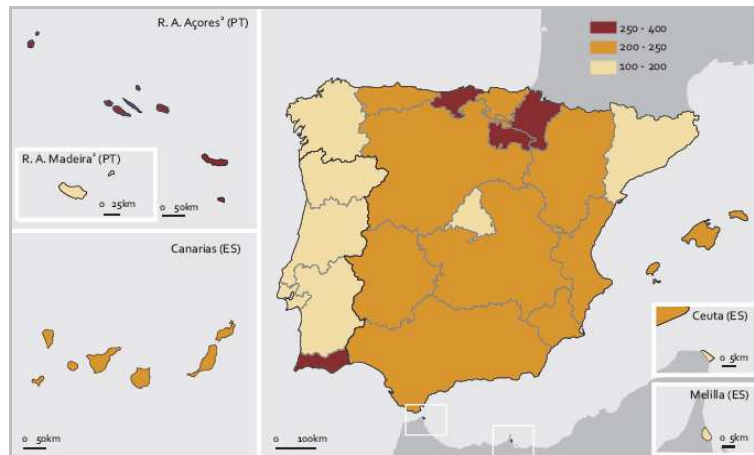 R. A. Açores² (PT)
250 - 400
200 - 250
100 - 200
R. A. Madeira² (PT)
0 25km
0 50km
Canarias (ES)
0 50km
0 100km
Ceuta (ES)
0 5km
Melilla (ES)
0 5km